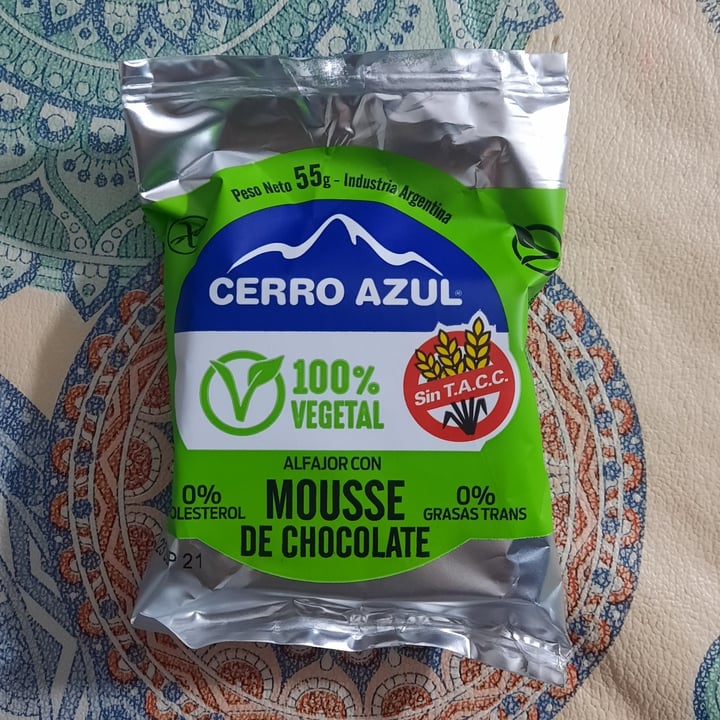 Peso Neto 55g - Industria Argentina
CERRO AZUL
100%
VEGETAL
Sin T.A.C.C.
ALFAJOR CON
MOUSSE
DE CHOCOLATE
0%
0%
GRASAS TRANS
21